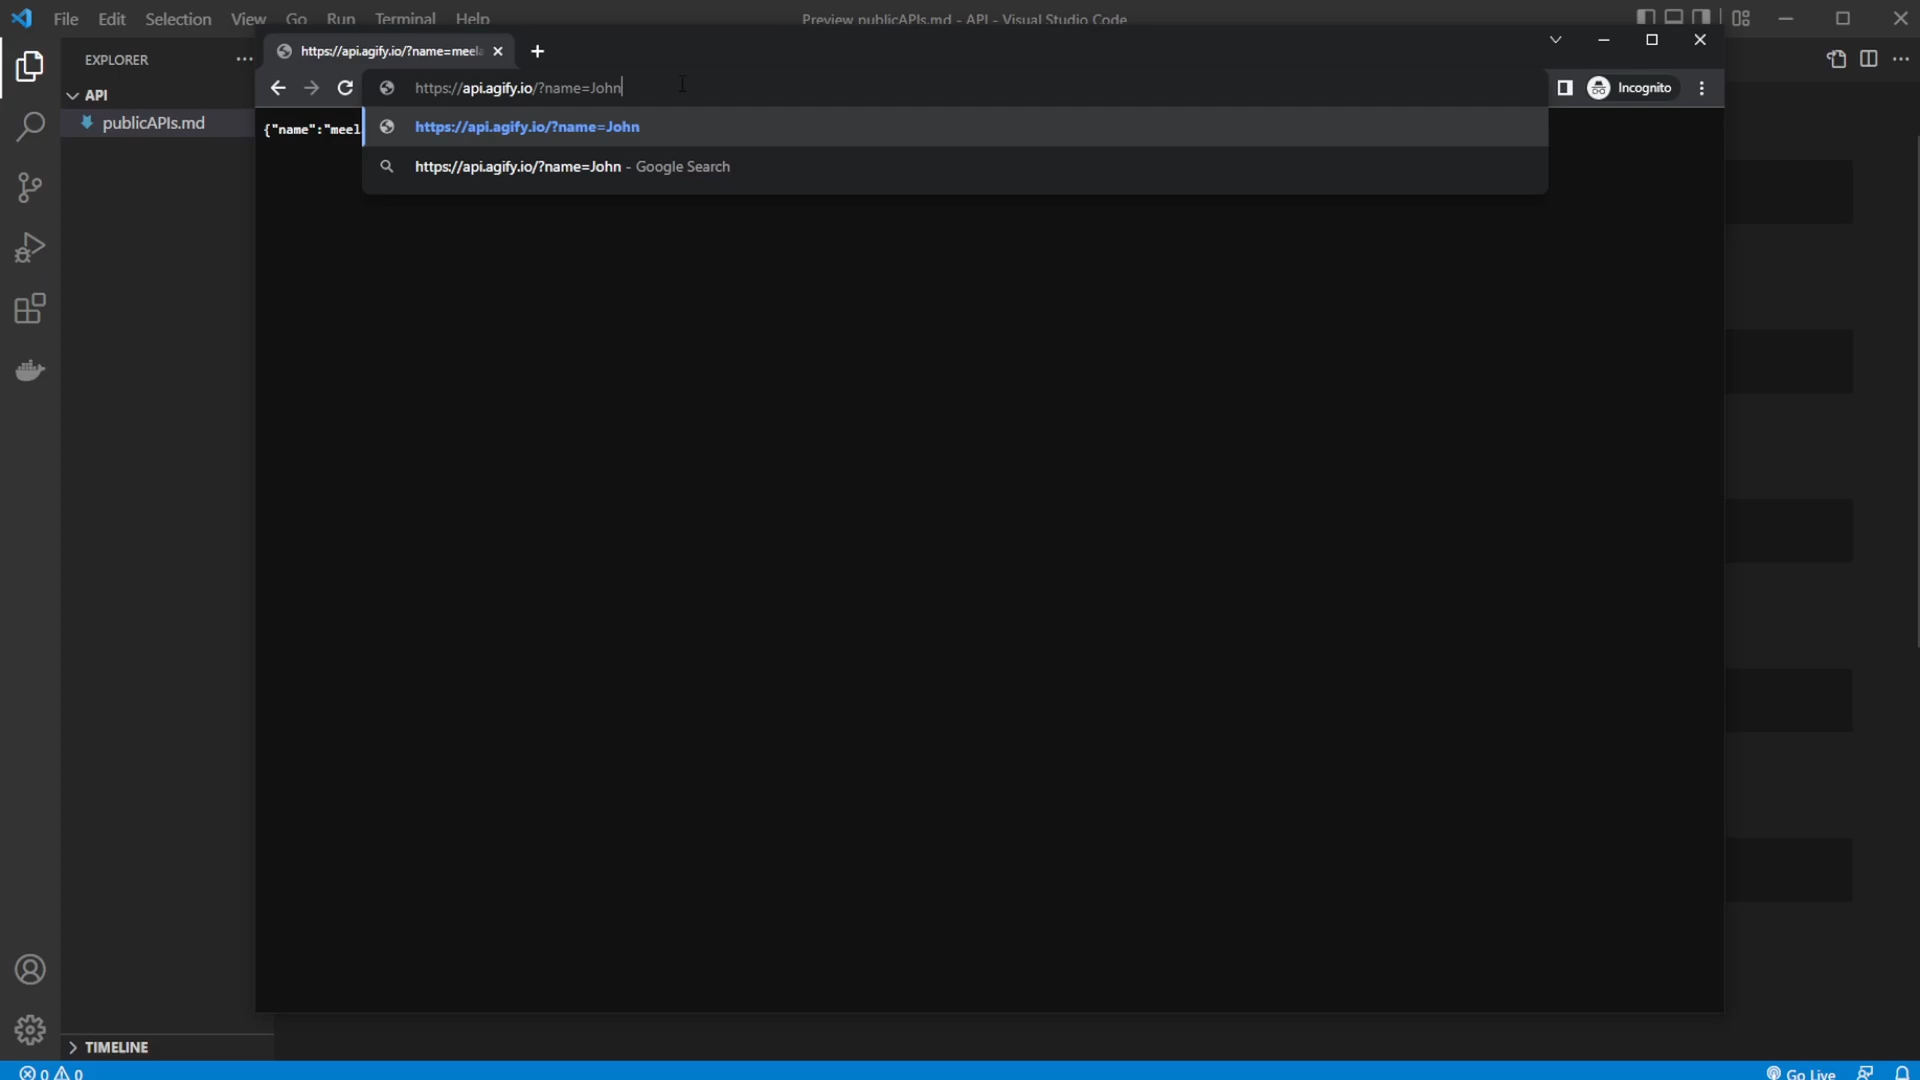 File Edit Selection View Go Run Terminal Help
Preview publicAPIs.md - API - Visual Studio Code
EXPLORER
API
publicAPIs.md
https://api.agify.io/?name=meela
https://api.agify.io/?name=John
Incognito
{"name":"meel
https://api.agify.io/?name=John
https://api.agify.io/?name=John - Google Search
TIMELINE
0 0
Go Live